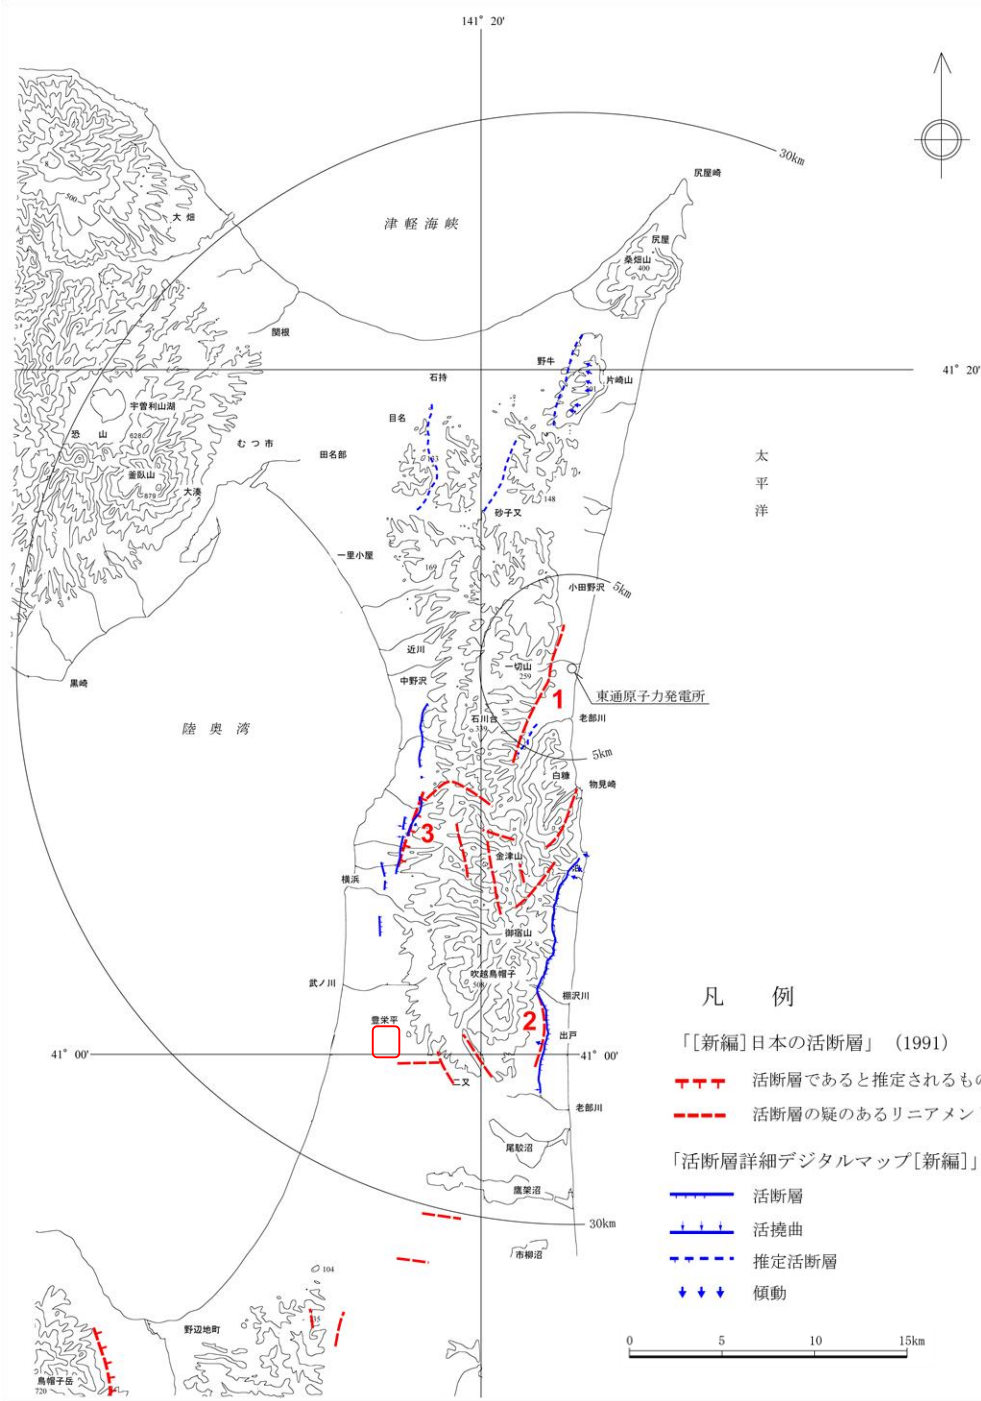 141° 20'
30km
尻屋崎
津軽海峡
大畑
尻屋
桑畑山
400
500
関根
野牛
41° 20'
石持
片崎山
宇曽利山湖
目名
恐山
628
むつ市
田名部
太平洋
釜臥山
879
大湊
148
砂子又
一里小屋
169
小田野沢
5km
近川
一切山
259
中野沢
黒崎
東通原子力発電所
1
石川台
老部川
陸奥湾
5km
白糠
物見崎
3
金津山
横浜
御宿山
吹越烏帽子
508
武ノ川
棚沢川
豊栄平
2
出戸
41° 00'
41° 00'
二又
老部川
尾駮沼
鷹架沼
30km
市柳沼
104
野辺地町
烏帽子岳
720
凡例
「[新編]日本の活断層」(1991)
活断層であると推定されるもの
活断層の疑のあるリニアメン
「活断層詳細デジタルマップ[新編]」
活断層
活撓曲
推定活断層
傾動
0 5 10 15km